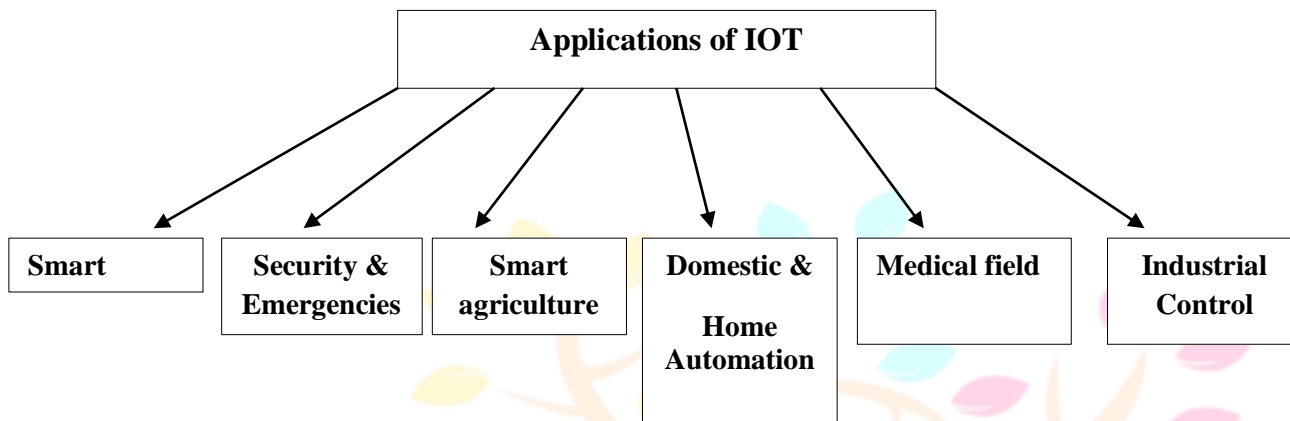 Applications of IOT
Smart
Security &
Emergencies
Smart
agriculture
Domestic &
Home
Automation
Medical field
Industrial
Control